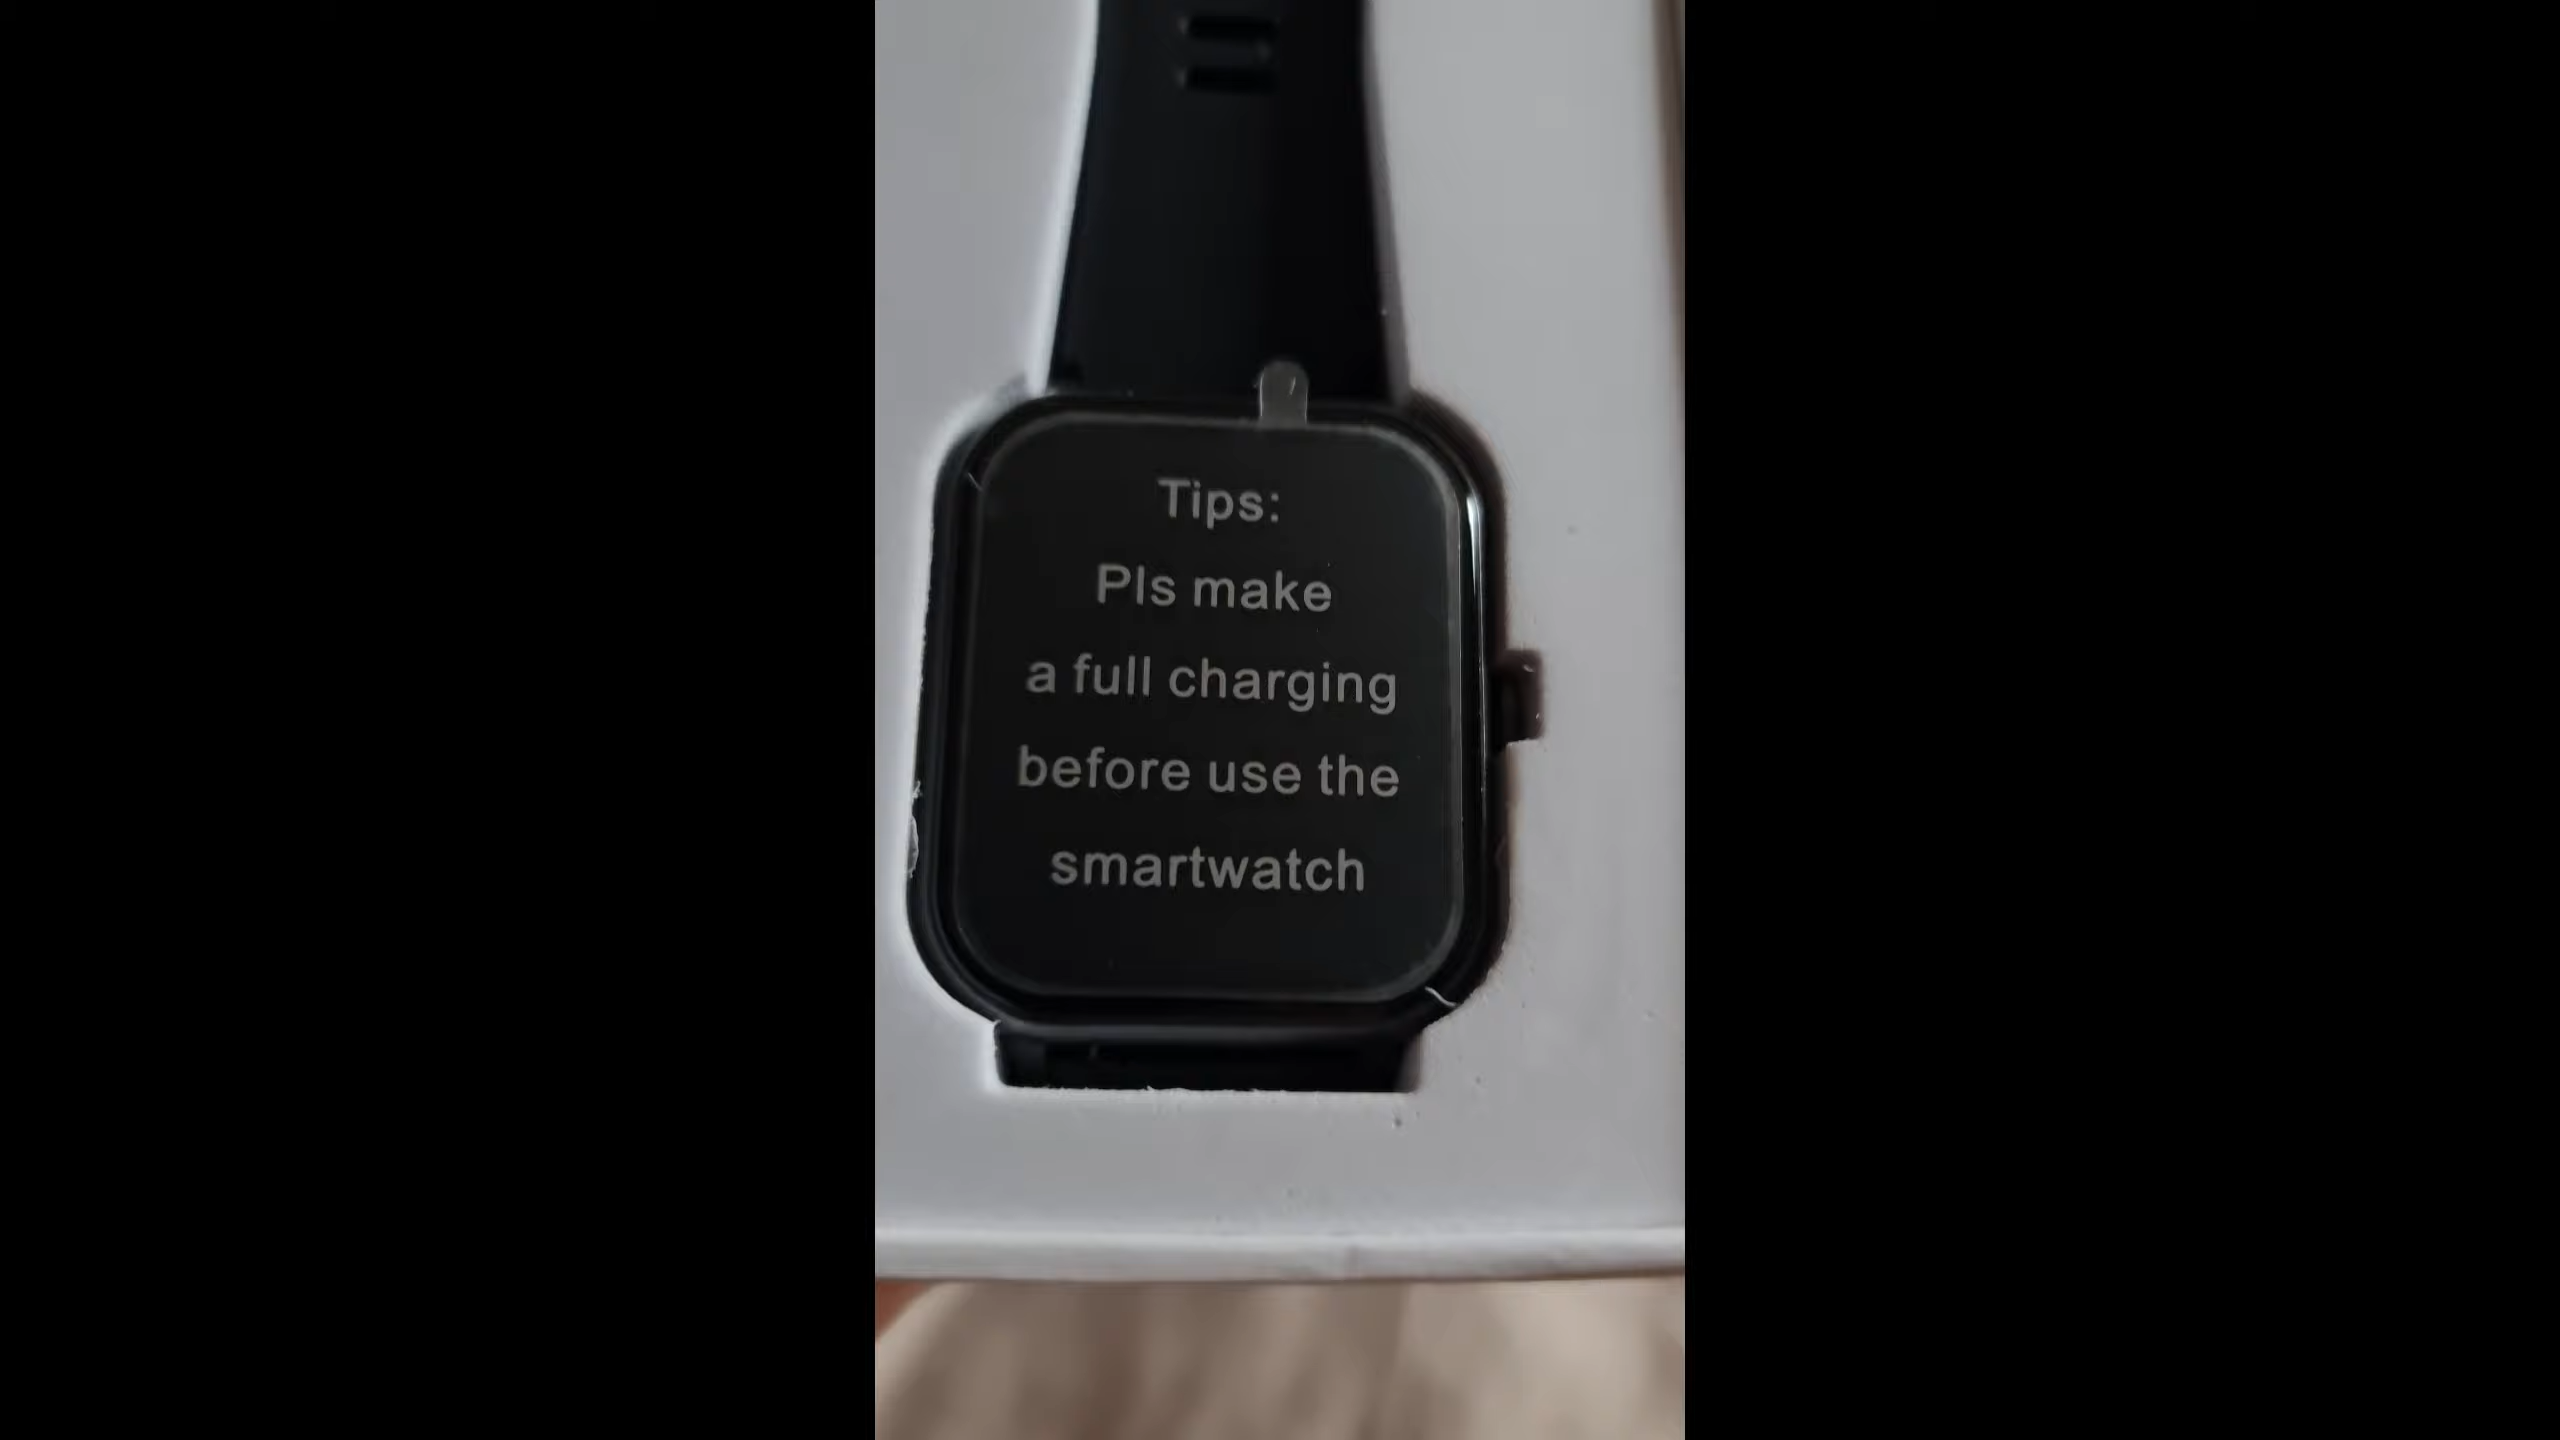 Tips:
Pls make
a full charging
before use the
smartwatch